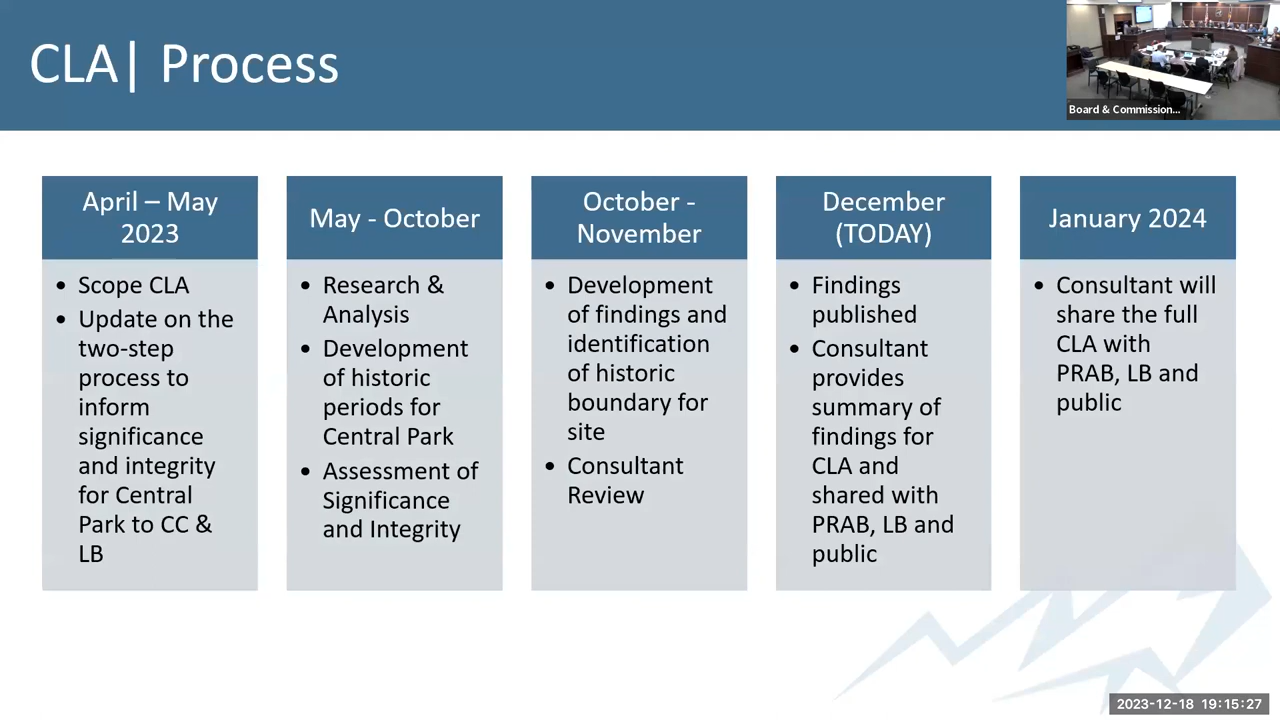 CLA| Process
Board & Commission...
April – May
2023
• Scope CLA
• Update on the
two-step
process to
inform
significance
and integrity
for Central
Park to CC &
LB
May - October
• Research &
Analysis
• Development
of historic
periods for
Central Park
• Assessment of
Significance
and Integrity
October -
November
• Development
of findings and
identification
of historic
boundary for
site
• Consultant
Review
December
(TODAY)
• Findings
published
• Consultant
provides
summary of
findings for
CLA and
shared with
PRAB, LB and
public
January 2024
• Consultant will
share the full
CLA with
PRAB, LB and
public
2023-12-18 19:15:27